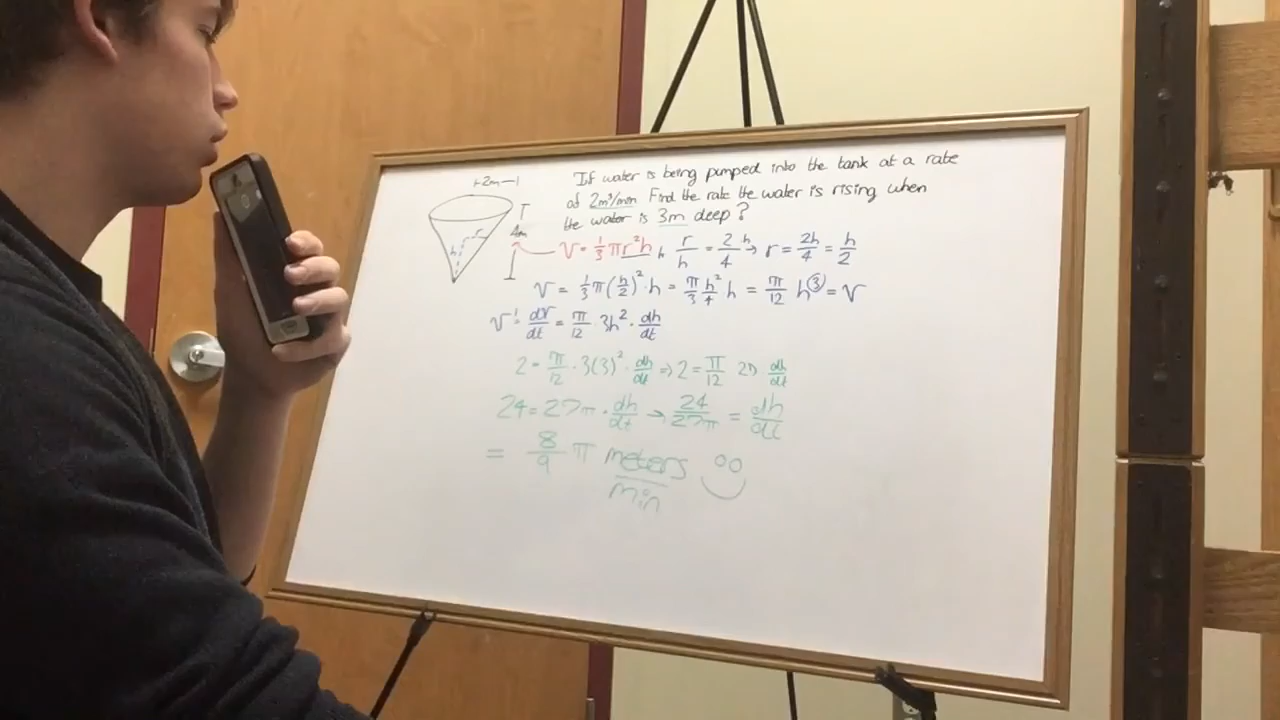 ⊢2m⊣
If water is being pumped into the tank at a rate
of 2m³/min Find the rate the water is rising when
the water is 3m deep?
4m
r
h
V = 1/3 πr²h, r/h = 2/4 → r = 2h/4 = h/2
V = 1/3 π(h/2)² · h = π/3 h²/4 h = π/12 h³ = V
V' = dV/dt = π/12 · 3h² · dh/dt
2 = π/12 · 3(3)² · dh/dt ⇒ 2 = π/12 27 dh/dt
24 = 27π · dh/dt → 24/27π = dh/dt
= 8/9 π meters/min